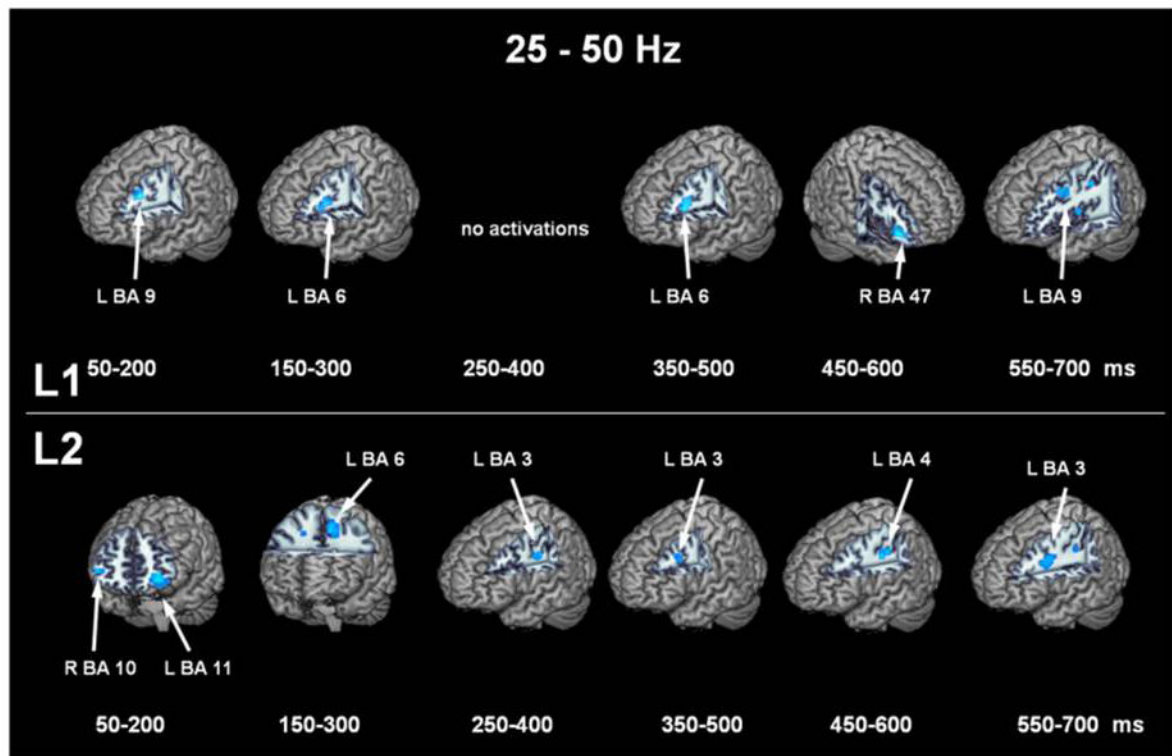 25 - 50 Hz
no activations
L BA 9 L BA 6 L BA 6 R BA 47 L BA 9
L1 50-200 150-300 250-400 350-500 450-600 550-700 ms
L2
L BA 6 L BA 3 L BA 3 L BA 4 L BA 3
R BA 10 L BA 11
50-200 150-300 250-400 350-500 450-600 550-700 ms